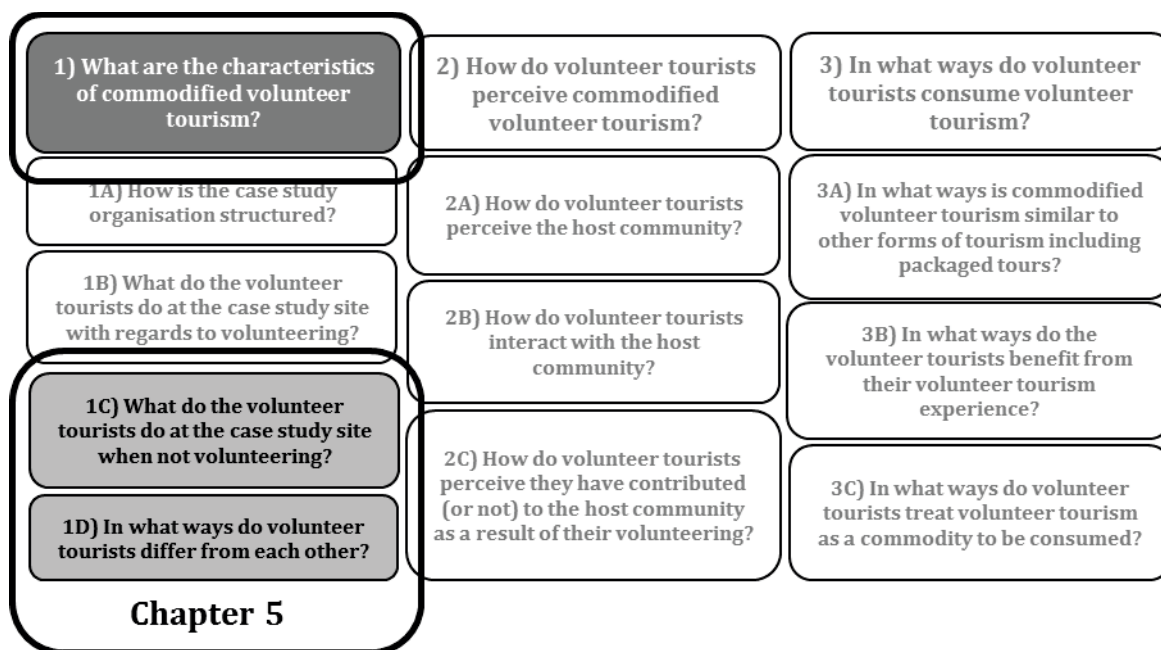 1) What are the characteristics
of commodified volunteer
tourism?
1A) How is the case study
organisation structured?
1B) What do the volunteer
tourists do at the case study site
with regards to volunteering?
1C) What do the volunteer
tourists do at the case study site
when not volunteering?
1D) In what ways do volunteer
tourists differ from each other?
Chapter 5
2) How do volunteer tourists
perceive commodified
volunteer tourism?
2A) How do volunteer tourists
perceive the host community?
2B) How do volunteer tourists
interact with the host
community?
2C) How do volunteer tourists
perceive they have contributed
(or not) to the host community
as a result of their volunteering?
3) In what ways do volunteer
tourists consume volunteer
tourism?
3A) In what ways is commodified
volunteer tourism similar to
other forms of tourism including
packaged tours?
3B) In what ways do the
volunteer tourists benefit from
their volunteer tourism
experience?
3C) In what ways do volunteer
tourists treat volunteer tourism
as a commodity to be consumed?